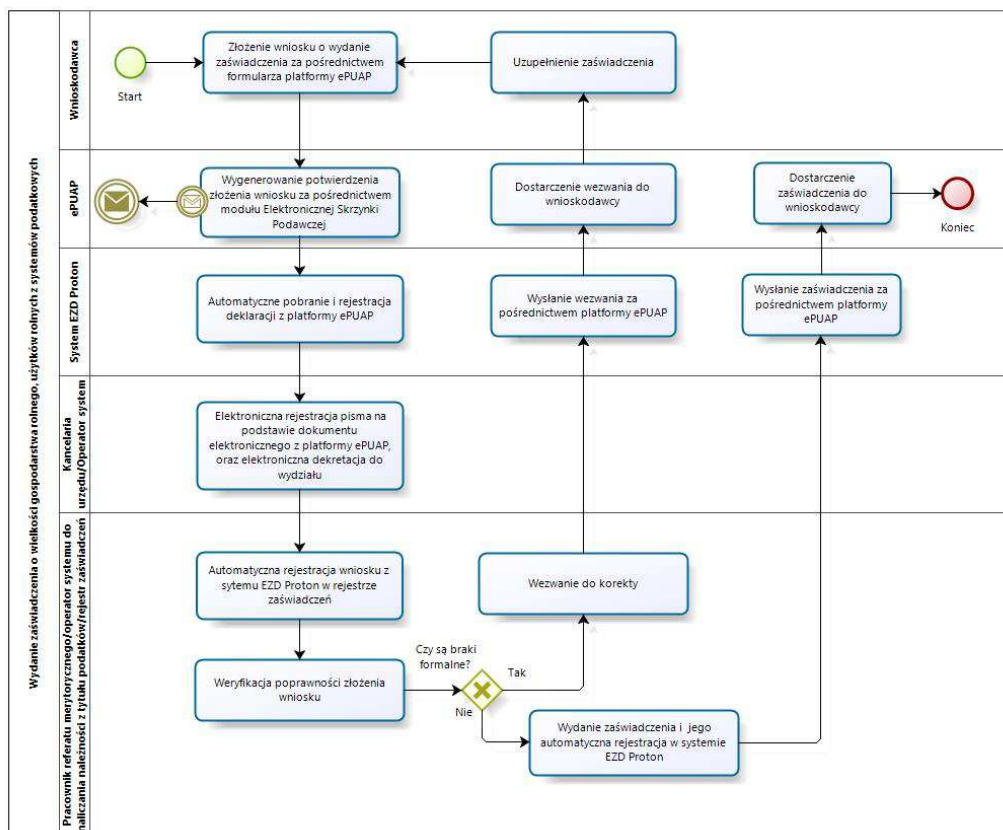 Wydanie zaświadczenia o wielkości gospodarstwa rolnego, użytków rolnych z systemów podatkowych
Wnioskodawca
Start
Złożenie wniosku o wydanie
zaświadczenia za pośrednictwem
formularza platformy ePUAP
Uzupełnienie zaświadczenia
ePUAP
Wygenerowanie potwierdzenia
złożenia wniosku za pośrednictwem
modułu Elektronicznej Skrzynki
Podawczej
Dostarczenie wezwania do
wnioskodawcy
Dostarczenie
zaświadczenia do
wnioskodawcy
Koniec
System EZD Proton
Automatyczne pobranie i rejestracja
deklaracji z platformy ePUAP
Wysłanie wezwania za
pośrednictwem platformy ePUAP
Wysłanie zaświadczenia za
pośrednictwem platformy
ePUAP
Kancelaria
urzędu/Operator system
Elektroniczna rejestracja pisma na
podstawie dokumentu
elektronicznego z platformy ePUAP,
oraz elektroniczna dekretacja do
wydziału
Pracownik referatu merytorycznego/operator systemu do
naliczania należności z tytułu podatków/rejestr zaświadczeń
Automatyczna rejestracja wniosku z
sytemu EZD Proton w rejestrze
zaświadczeń
Wezwanie do korekty
Weryfikacja poprawności złożenia
wniosku
Czy są braki
formalne?
Tak
Nie
Wydanie zaświadczenia i jego
automatyczna rejestracja w systemie
EZD Proton